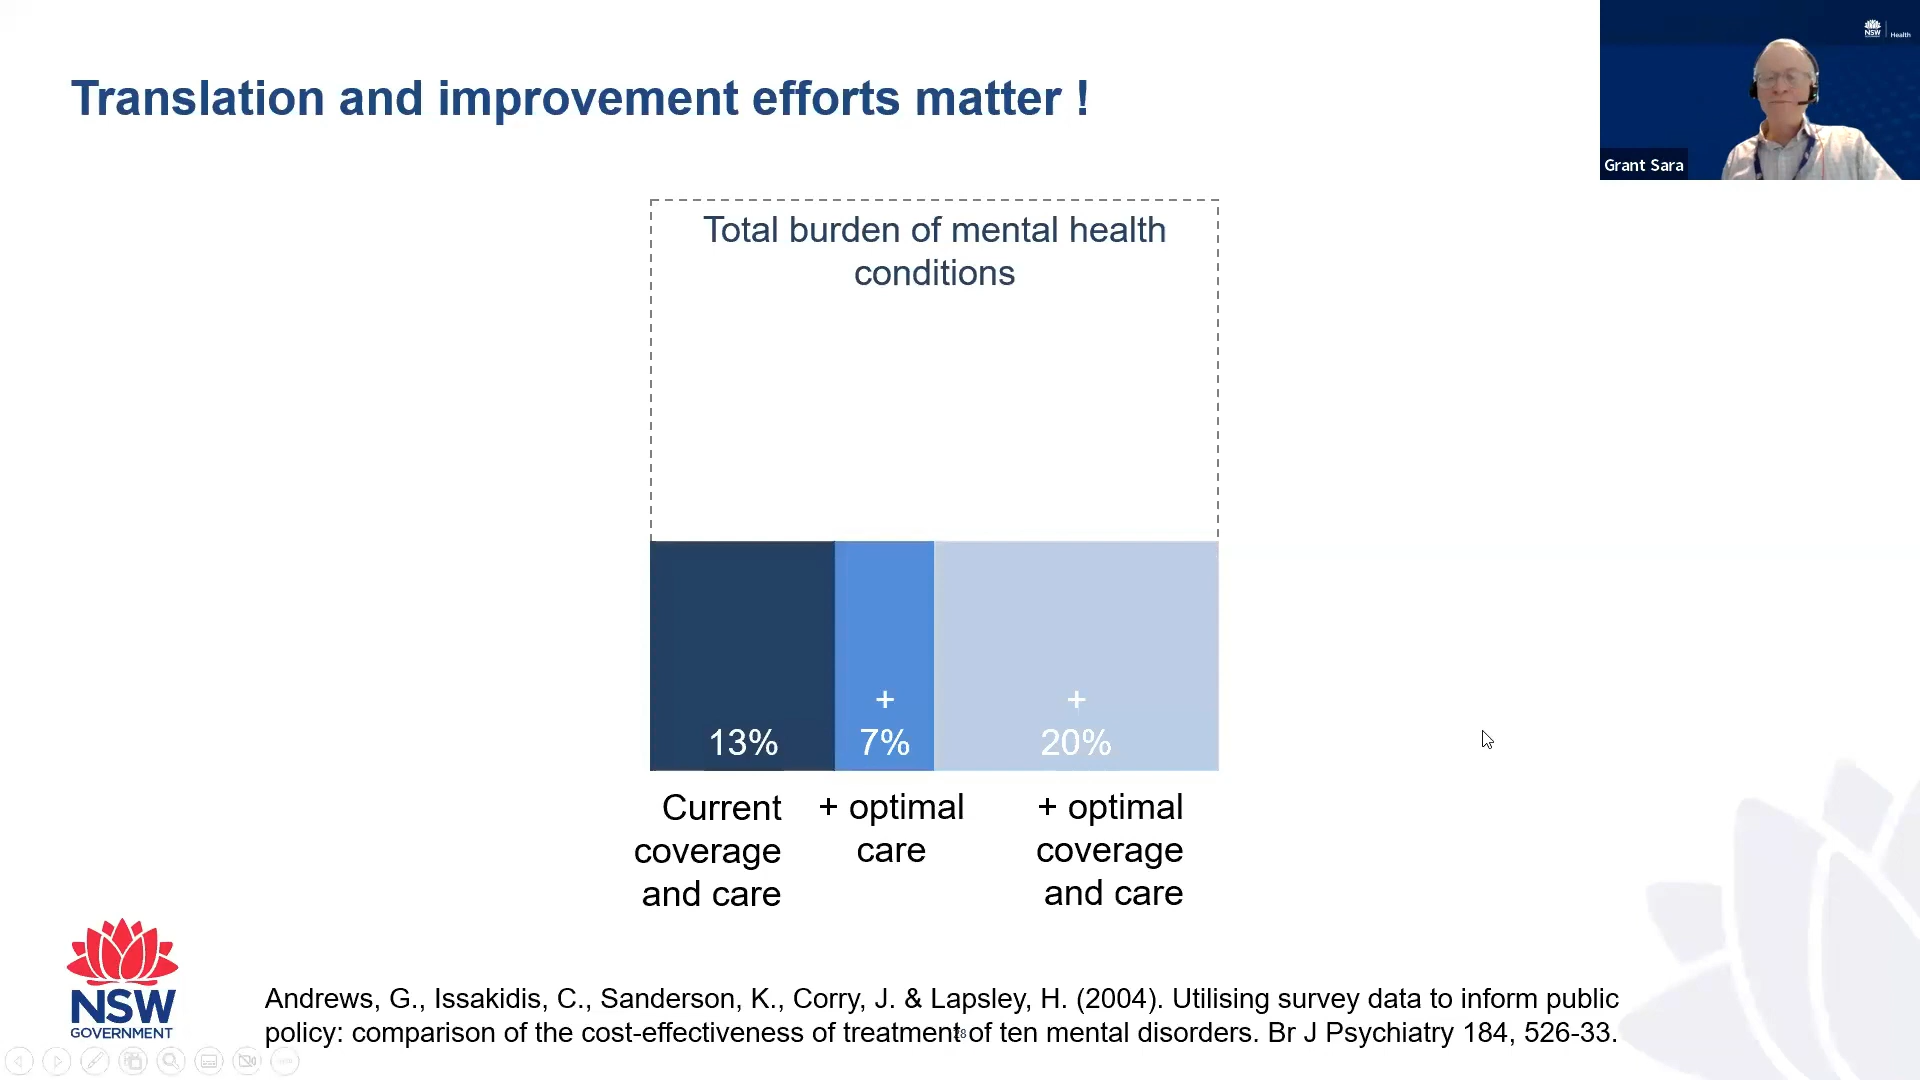 Translation and improvement efforts matter !
NSW
Health
Grant Sara
Total burden of mental health
conditions
13%
+
7%
+
20%
Current
coverage
and care
+ optimal
care
+ optimal
coverage
and care
NSW
GOVERNMENT
Andrews, G., Issakidis, C., Sanderson, K., Corry, J. & Lapsley, H. (2004). Utilising survey data to inform public
policy: comparison of the cost-effectiveness of treatment of ten mental disorders. Br J Psychiatry 184, 526-33.